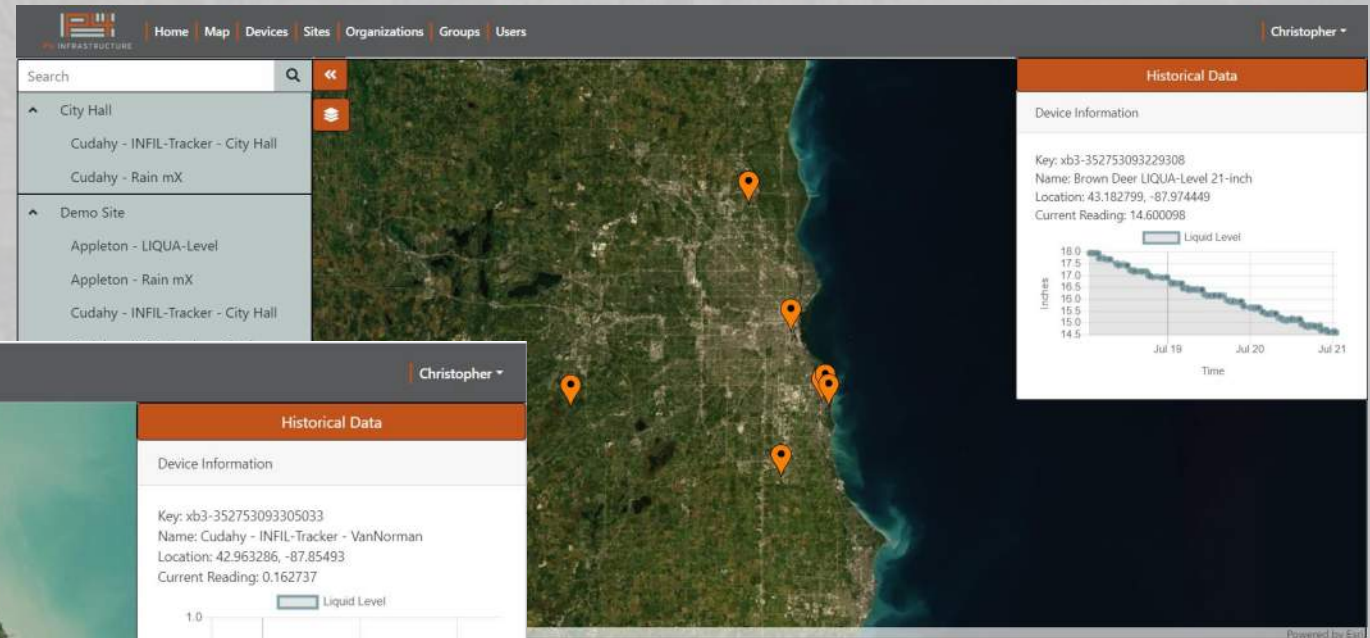 P4 INFRASTRUCTURE
Home Map Devices Sites Organizations Groups Users
Christopher
Search
City Hall
Cudahy - INFIL-Tracker - City Hall
Cudahy - Rain mX
Demo Site
Appleton - LIQUA-Level
Appleton - Rain mX
Cudahy - INFIL-Tracker - City Hall
Historical Data
Device Information
Key: xb3-352753093229308
Name: Brown Deer LIQUA-Level 21-inch
Location: 43.182799, -87.974449
Current Reading: 14.600098
Liquid Level
18.0
17.5
17.0
16.5
16.0
15.5
15.0
14.5
Inches
Jul 19 Jul 20 Jul 21
Time
Christopher
Historical Data
Device Information
Key: xb3-352753093305033
Name: Cudahy - INFIL-Tracker - VanNorman
Location: 42.963286, -87.85493
Current Reading: 0.162737
Liquid Level
1.0
Powered by Esri